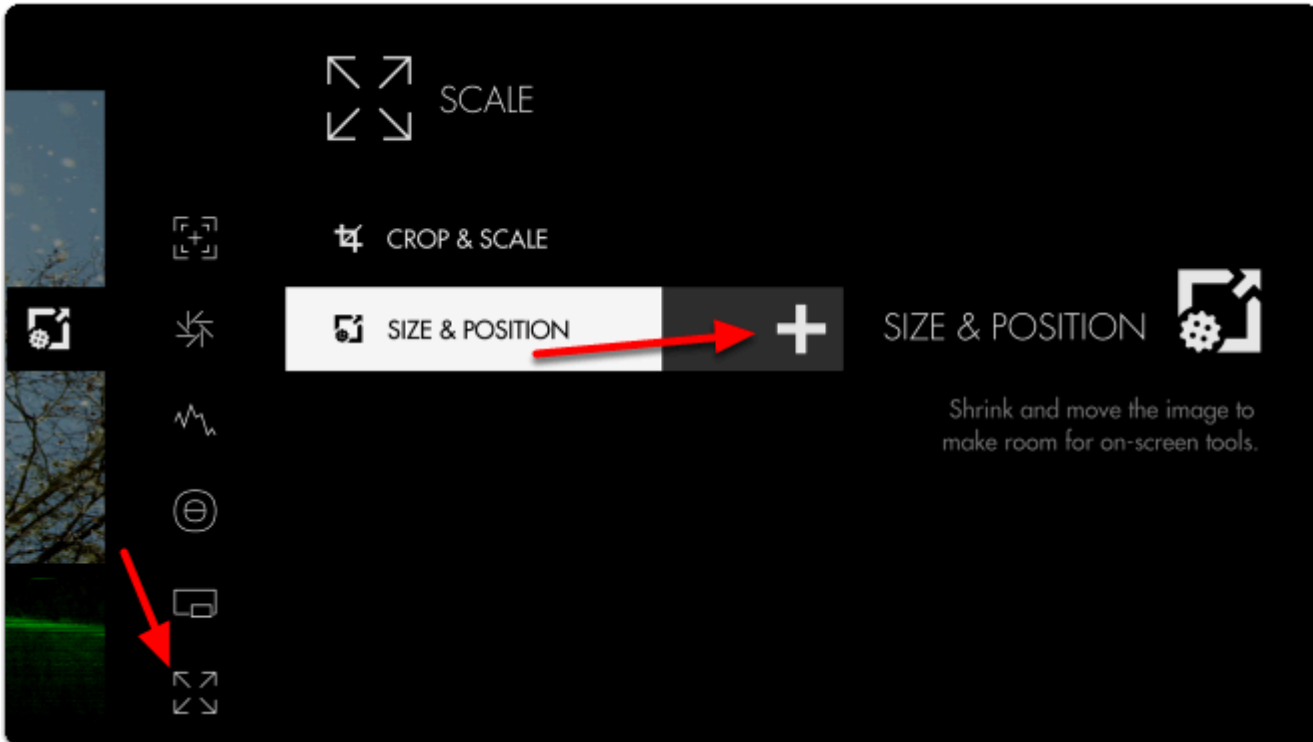 SCALE
CROP & SCALE
SIZE & POSITION
SIZE & POSITION
Shrink and move the image to
make room for on-screen tools.